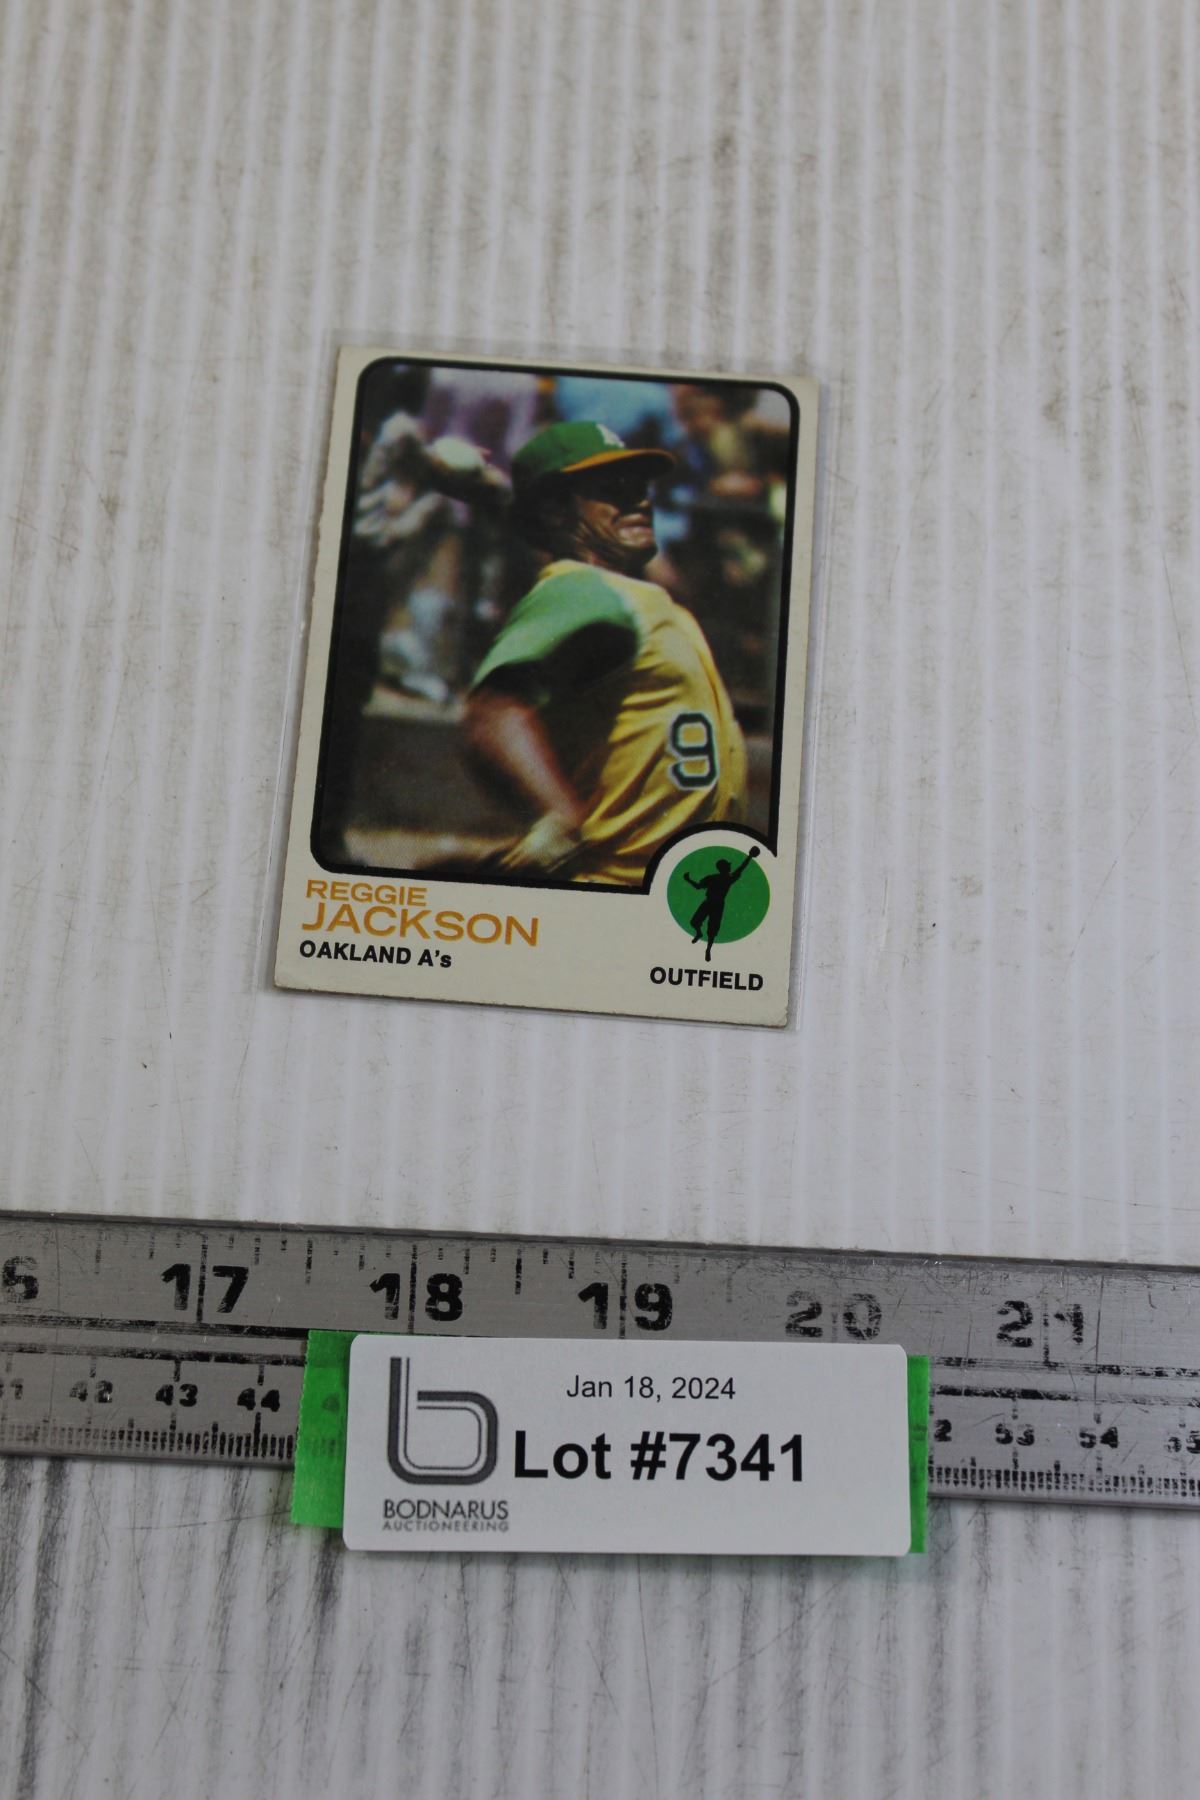 9
REGGIE
JACKSON
OAKLAND A's
OUTFIELD
17 18 19 20 21
42 43 44
53 54
Jan 18, 2024
Lot #7341
BODNARUS
AUCTIONEERING